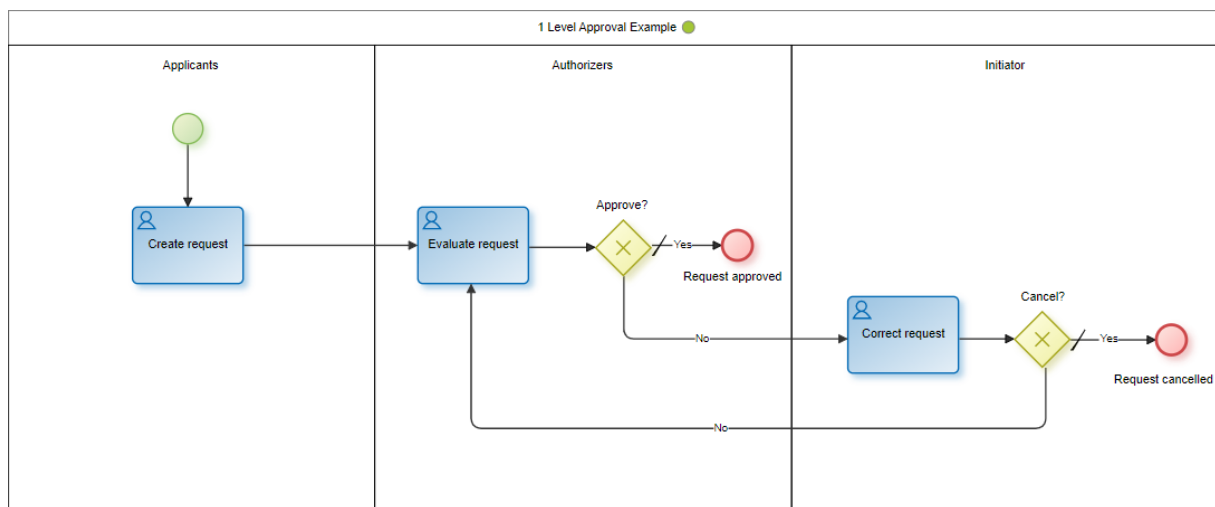 1 Level Approval Example
Applicants
Authorizers
Initiator
Create request
Evaluate request
Approve?
Yes
Request approved
No
Correct request
Cancel?
Yes
Request cancelled
No